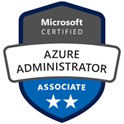 Microsoft
CERTIFIED
AZURE
ADMINISTRATOR
ASSOCIATE